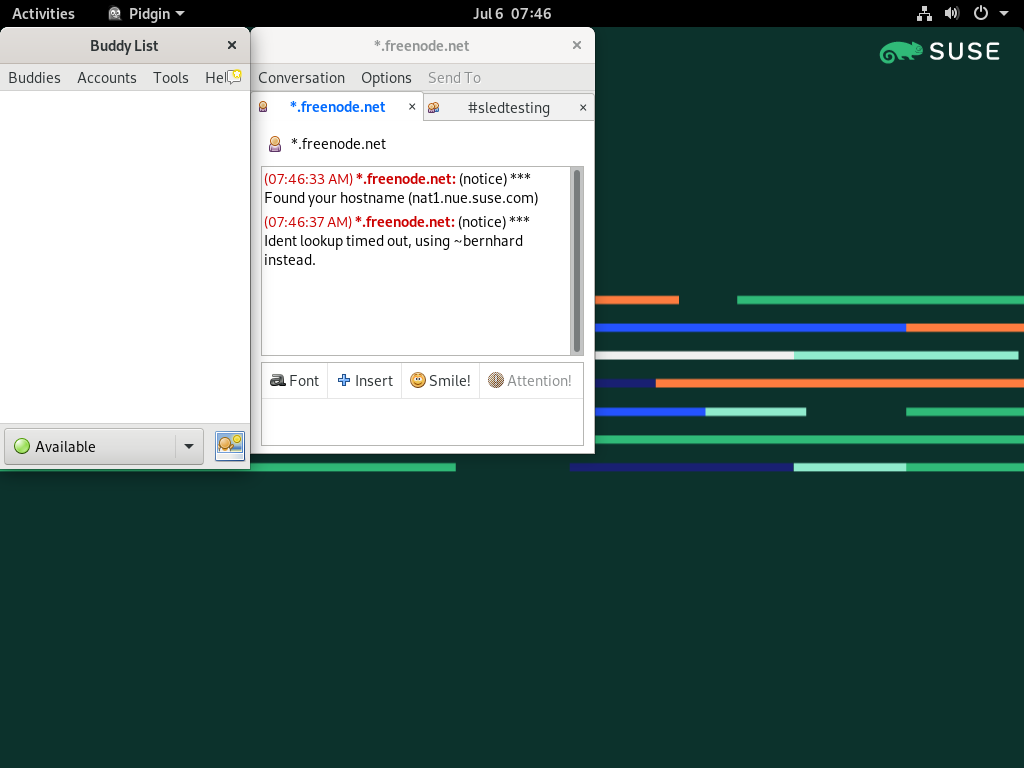 Activities
Pidgin
Jul 6 07:46
Buddy List
Buddies
Accounts
Tools
Hel
Available
*.freenode.net
Conversation
Options
Send To
*.freenode.net
#sledtesting
*.freenode.net
(07:46:33 AM) *.freenode.net: (notice) ***
Found your hostname (nat1.nue.suse.com)
(07:46:37 AM) *.freenode.net: (notice) ***
Ident lookup timed out, using ~bernhard
instead.
Font
Insert
Smile!
Attention!
SUSE